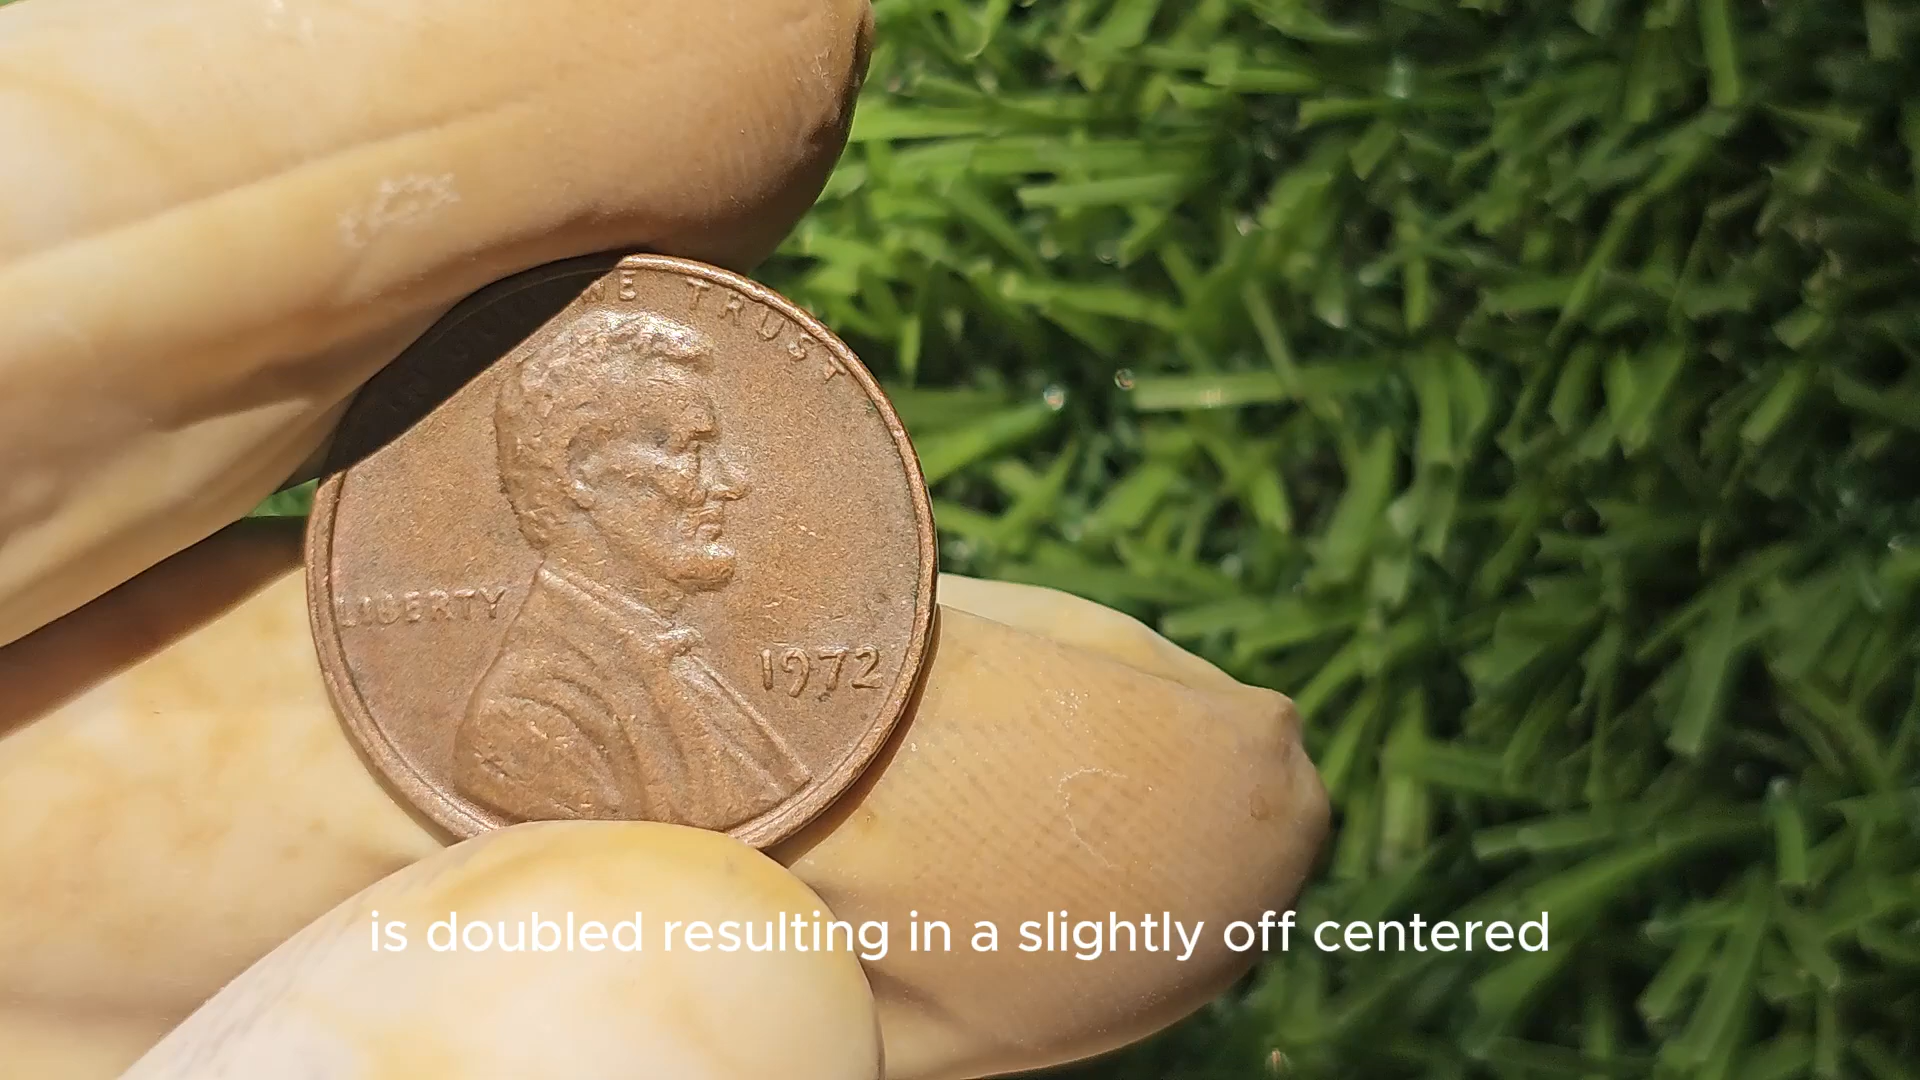 WE TRUST
LIBERTY
1972
is doubled resulting in a slightly off centered